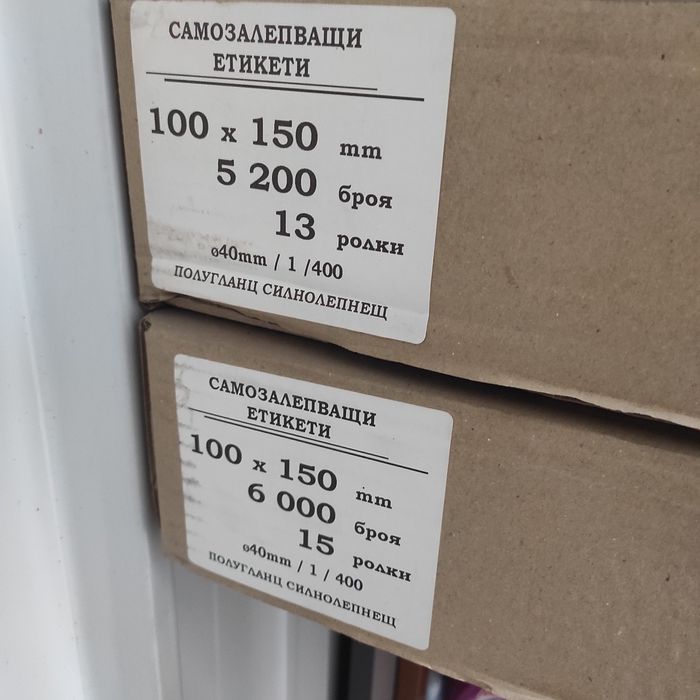 САМОЗАЛЕПВАЩИ
ЕТИКЕТИ
100 x 150 mm
5 200 броя
13 ролки
ø40mm / 1 /400
ПОЛУГЛАНЦ СИЛНОЛЕПНЕЩ
САМОЗАЛЕПВАЩИ
ЕТИКЕТИ
100 x 150 mm
6 000 броя
15 ролки
ø40mm / 1 / 400
ПОЛУГЛАНЦ СИЛНОЛЕПНЕЩ